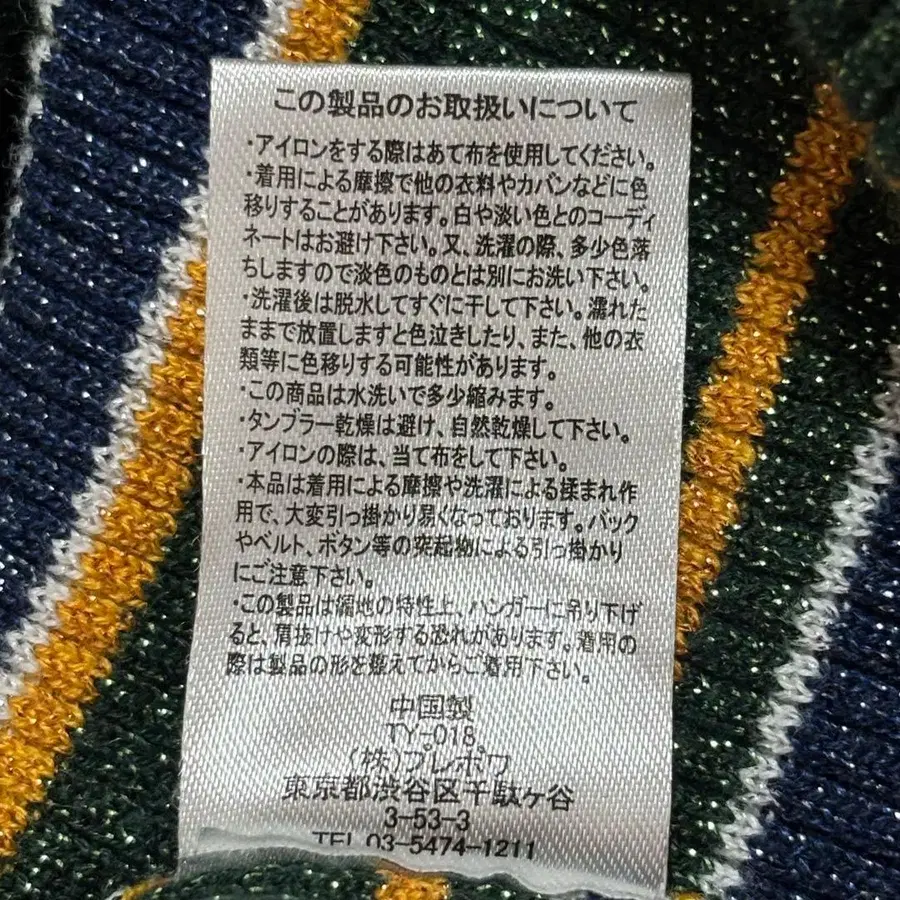 この製品のお取扱いについて
・アイロンをする際はあて布を使用してください。
・着用による摩擦で他の衣料やカバンなどに色
移りすることがあります。白や淡い色とのコーディ
ネートはお避け下さい。又、洗濯の際、多少色落
ちしますので淡色のものとは別にお洗い下さい。
・洗濯後は脱水してすぐに干して下さい。濡れた
ままで放置しますと色泣きしたり、また、他の衣
類等に色移りする可能性があります。
・この商品は水洗いで多少縮みます。
・タンブラー乾燥は避け、自然乾燥して下さい。
・アイロンの際は、当て布をして下さい。
・本品は着用による摩擦や洗濯による揉まれ作
用で、大変引っ掛かり易くなっております。バック
やベルト、ボタン等の突起物による引っ掛かり
にご注意下さい。
・この製品は編地の特性上、ハンガーに吊り下げ
ると、肩抜けや変形する恐れがあります。着用の
際は製品の形を整えてからご着用下さい。
中国製
TY-018
(株)プレポワ
東京都渋谷区千駄ヶ谷
3-53-3
TEL 03-5474-1211